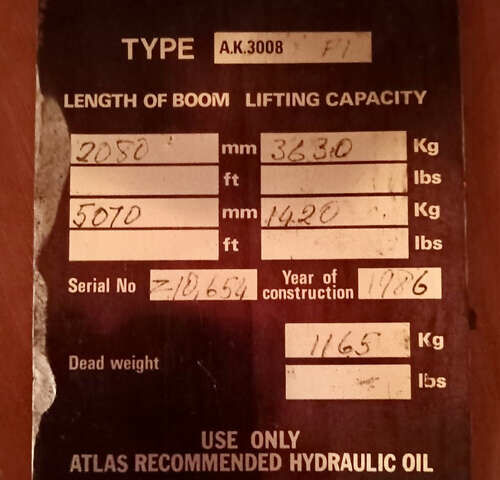 TYPE A.K.3008 P1
LENGTH OF BOOM LIFTING CAPACITY
2080 mm 3630 Kg
ft lbs
5070 mm 1420 Kg
ft lbs
Serial No Z-10,654 Year of construction 1986
1165 Kg
Dead weight
lbs
USE ONLY
ATLAS RECOMMENDED HYDRAULIC OIL